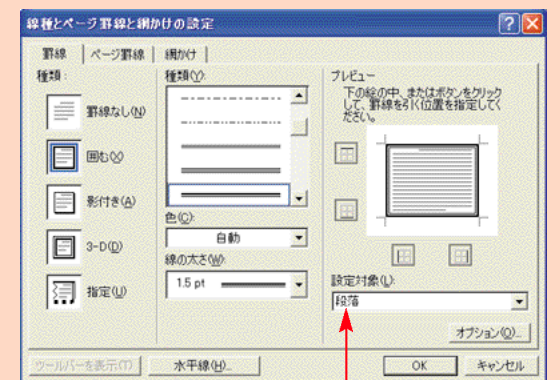 線種とページ罫線と網かけの設定
罫線
ページ罫線
網かけ
種類:
罫線なし(N)
囲む(X)
影付き(A)
3-D(D)
指定(U)
種類(Y):
色(C):
自動
線の太さ(W):
1.5 pt
プレビュー
下の絵の中、またはボタンをクリック
して、罫線を引く位置を指定してく
ださい。
設定対象(L):
段落
オプション(O)...
ツールバーを表示(T)
水平線(H)...
OK
キャンセル